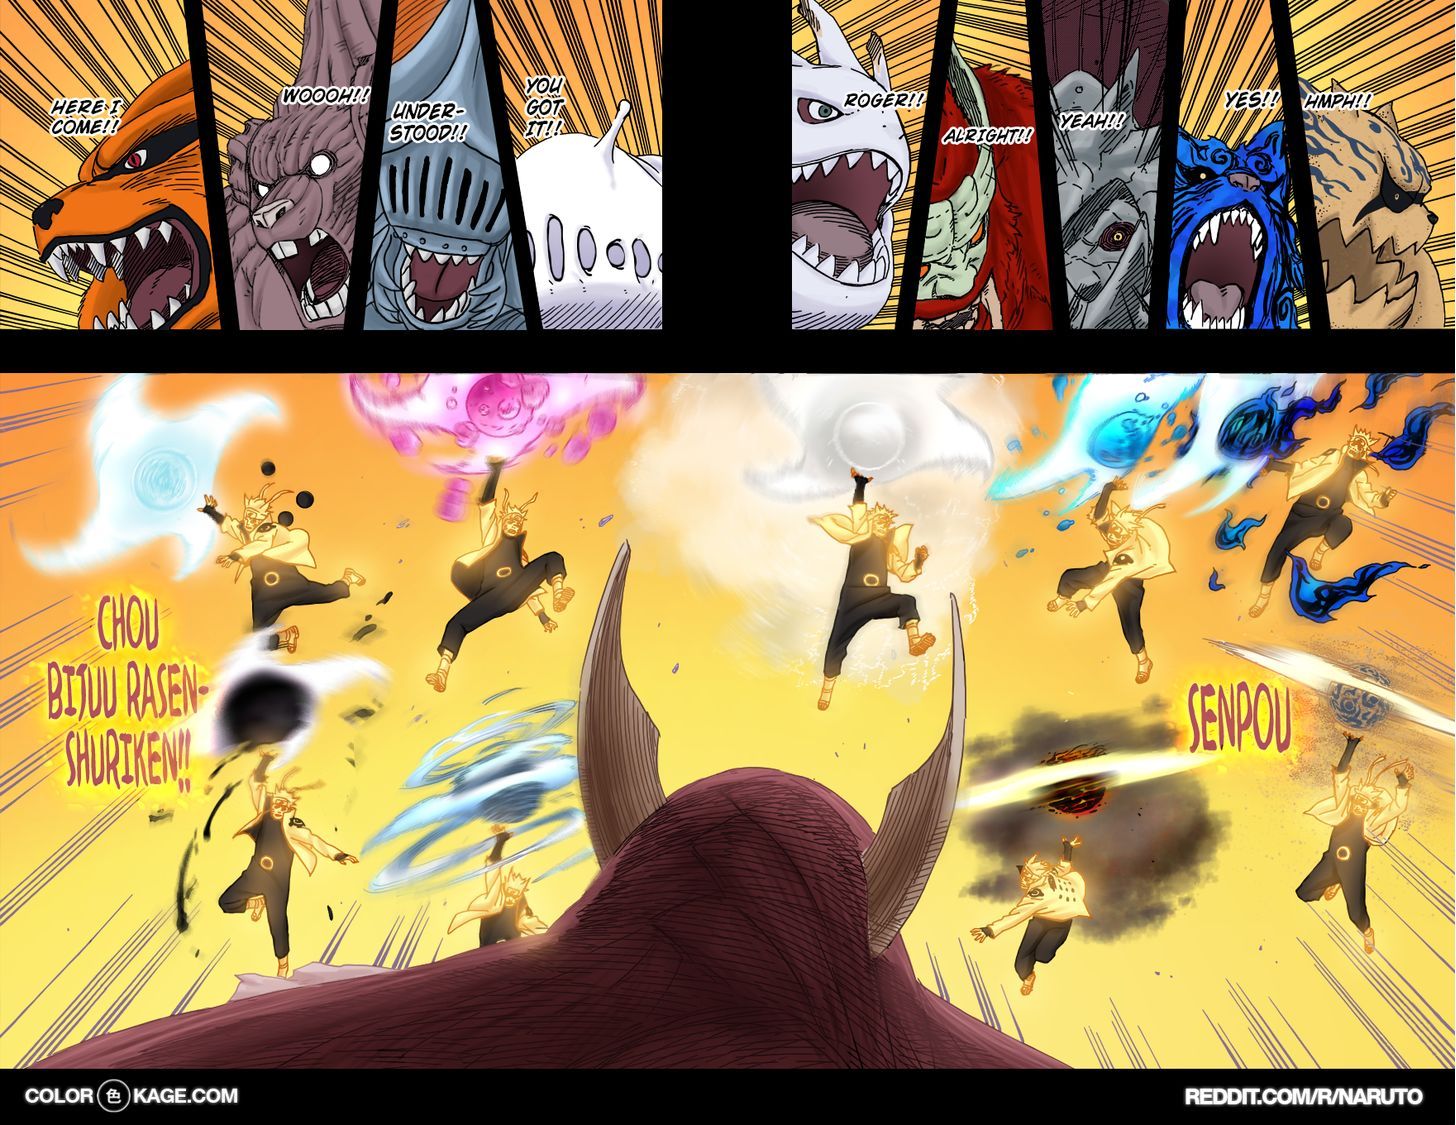 HERE I
COME!!
WOOOH!!
UNDER-
STOOD!!
YOU
GOT
IT!!
ROGER!!
ALRIGHT!!
YEAH!!
YES!!
HMPH!!
CHOU
BIJUU RASEN-
SHURIKEN!!
SENPOU
COLOR 色 KAGE.COM
REDDIT.COM/R/NARUTO